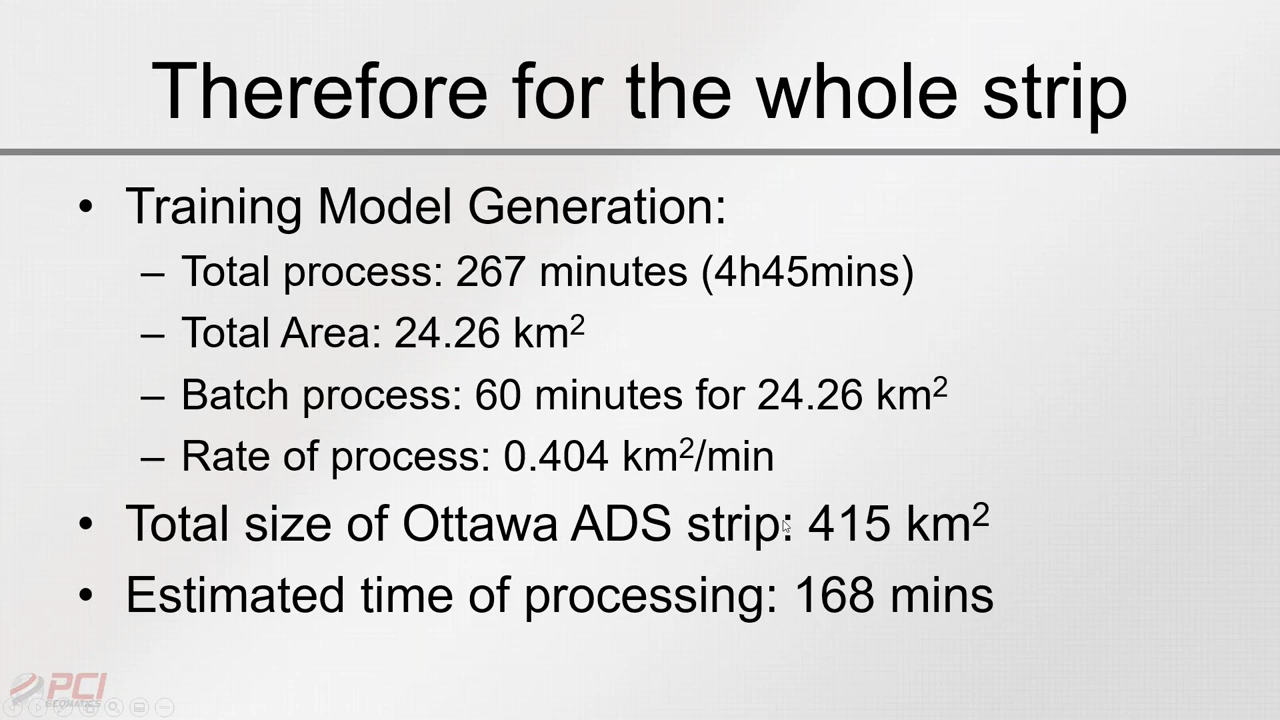 Therefore for the whole strip
• Training Model Generation:
– Total process: 267 minutes (4h45mins)
– Total Area: 24.26 km²
– Batch process: 60 minutes for 24.26 km²
– Rate of process: 0.404 km²/min
• Total size of Ottawa ADS strip: 415 km²
• Estimated time of processing: 168 mins
PCI
GEOMATICS